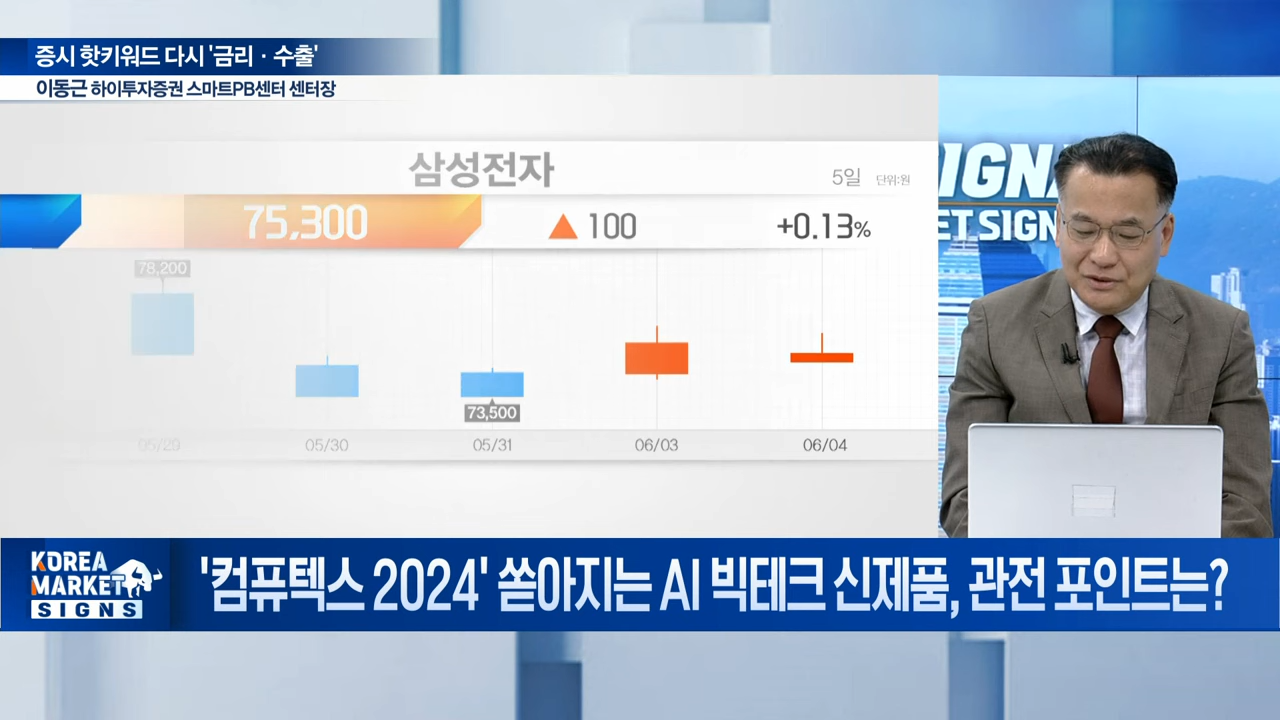 증시 핫키워드 다시 '금리 · 수출'
이동근 하이투자증권 스마트PB센터 센터장
삼성전자
5일 단위:원
75,300 ▲ 100 +0.13%
78,200
73,500
05/29 05/30 05/31 06/03 06/04
IGNA
ET SIGN
KOREA
MARKET
SIGNS
'컴퓨텍스 2024' 쏟아지는 AI 빅테크 신제품, 관전 포인트는?